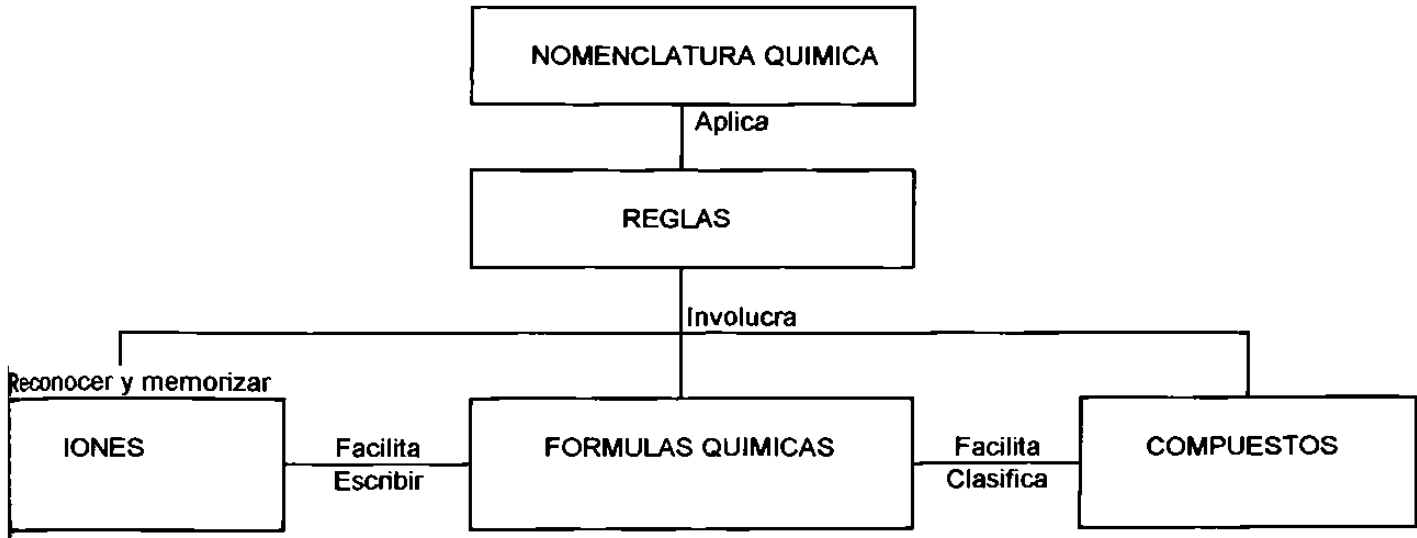 NOMENCLATURA QUIMICA
Aplica
REGLAS
Involucra
Reconocer y memorizar
IONES
Facilita
Escribir
FORMULAS QUIMICAS
Facilita
Clasifica
COMPUESTOS